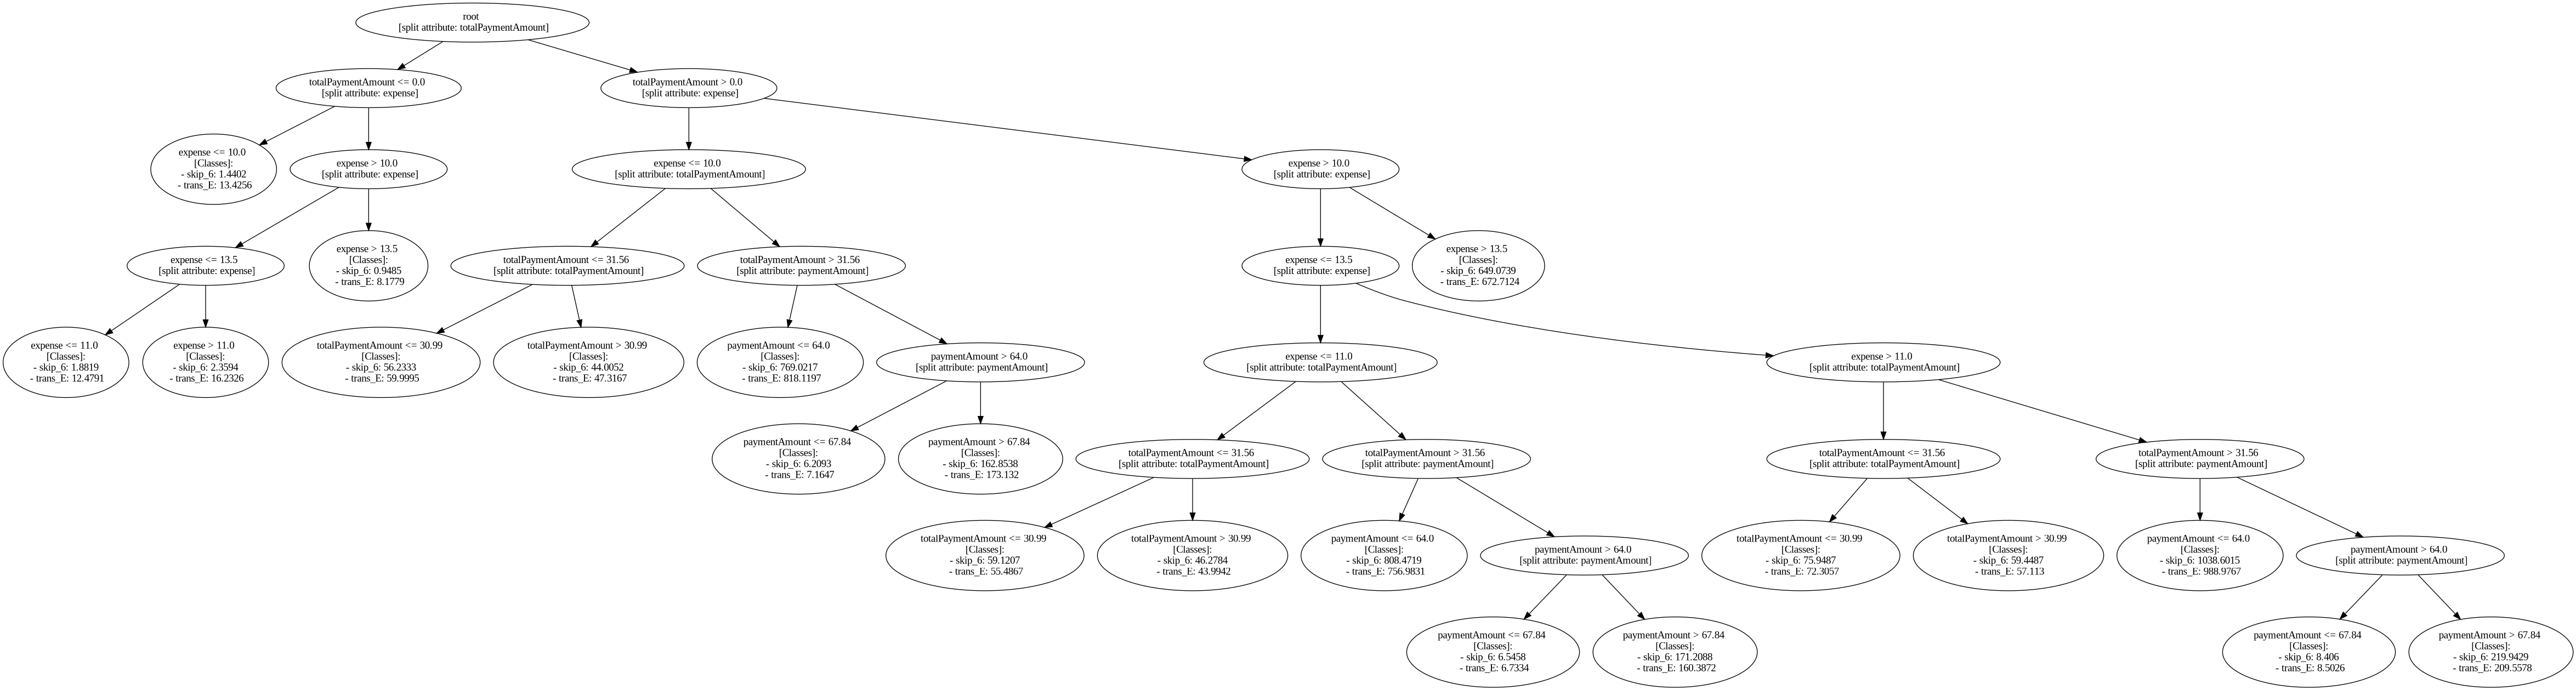 root
[split attribute: totalPaymentAmount]
totalPaymentAmount <= 0.0
[split attribute: expense]
totalPaymentAmount > 0.0
[split attribute: expense]
expense <= 10.0
[Classes]:
- skip_6: 1.4402
- trans_E: 13.4256
expense > 10.0
[split attribute: expense]
expense <= 10.0
[split attribute: totalPaymentAmount]
expense > 10.0
[split attribute: expense]
expense <= 13.5
[split attribute: expense]
expense > 13.5
[Classes]:
- skip_6: 0.9485
- trans_E: 8.1779
totalPaymentAmount <= 31.56
[split attribute: totalPaymentAmount]
totalPaymentAmount > 31.56
[split attribute: paymentAmount]
expense <= 13.5
[split attribute: expense]
expense > 13.5
[Classes]:
- skip_6: 649.0739
- trans_E: 672.7124
expense <= 11.0
[Classes]:
- skip_6: 1.8819
- trans_E: 12.4791
expense > 11.0
[Classes]:
- skip_6: 2.3594
- trans_E: 16.2326
totalPaymentAmount <= 30.99
[Classes]:
- skip_6: 56.2333
- trans_E: 59.9995
totalPaymentAmount > 30.99
[Classes]:
- skip_6: 44.0052
- trans_E: 47.3167
paymentAmount <= 64.0
[Classes]:
- skip_6: 769.0217
- trans_E: 818.1197
paymentAmount > 64.0
[split attribute: paymentAmount]
expense <= 11.0
[split attribute: totalPaymentAmount]
expense > 11.0
[split attribute: totalPaymentAmount]
paymentAmount <= 67.84
[Classes]:
- skip_6: 6.2093
- trans_E: 7.1647
paymentAmount > 67.84
[Classes]:
- skip_6: 162.8538
- trans_E: 173.132
totalPaymentAmount <= 31.56
[split attribute: totalPaymentAmount]
totalPaymentAmount > 31.56
[split attribute: paymentAmount]
totalPaymentAmount <= 31.56
[split attribute: totalPaymentAmount]
totalPaymentAmount > 31.56
[split attribute: paymentAmount]
totalPaymentAmount <= 30.99
[Classes]:
- skip_6: 59.1207
- trans_E: 55.4867
totalPaymentAmount > 30.99
[Classes]:
- skip_6: 46.2784
- trans_E: 43.9942
paymentAmount <= 64.0
[Classes]:
- skip_6: 808.4719
- trans_E: 756.9831
paymentAmount > 64.0
[split attribute: paymentAmount]
totalPaymentAmount <= 30.99
[Classes]:
- skip_6: 75.9487
- trans_E: 72.3057
totalPaymentAmount > 30.99
[Classes]:
- skip_6: 59.4487
- trans_E: 57.113
paymentAmount <= 64.0
[Classes]:
- skip_6: 1038.6015
- trans_E: 988.9767
paymentAmount > 64.0
[split attribute: paymentAmount]
paymentAmount <= 67.84
[Classes]:
- skip_6: 6.5458
- trans_E: 6.7334
paymentAmount > 67.84
[Classes]:
- skip_6: 171.2088
- trans_E: 160.3872
paymentAmount <= 67.84
[Classes]:
- skip_6: 8.406
- trans_E: 8.5026
paymentAmount > 67.84
[Classes]:
- skip_6: 219.9429
- trans_E: 209.5578